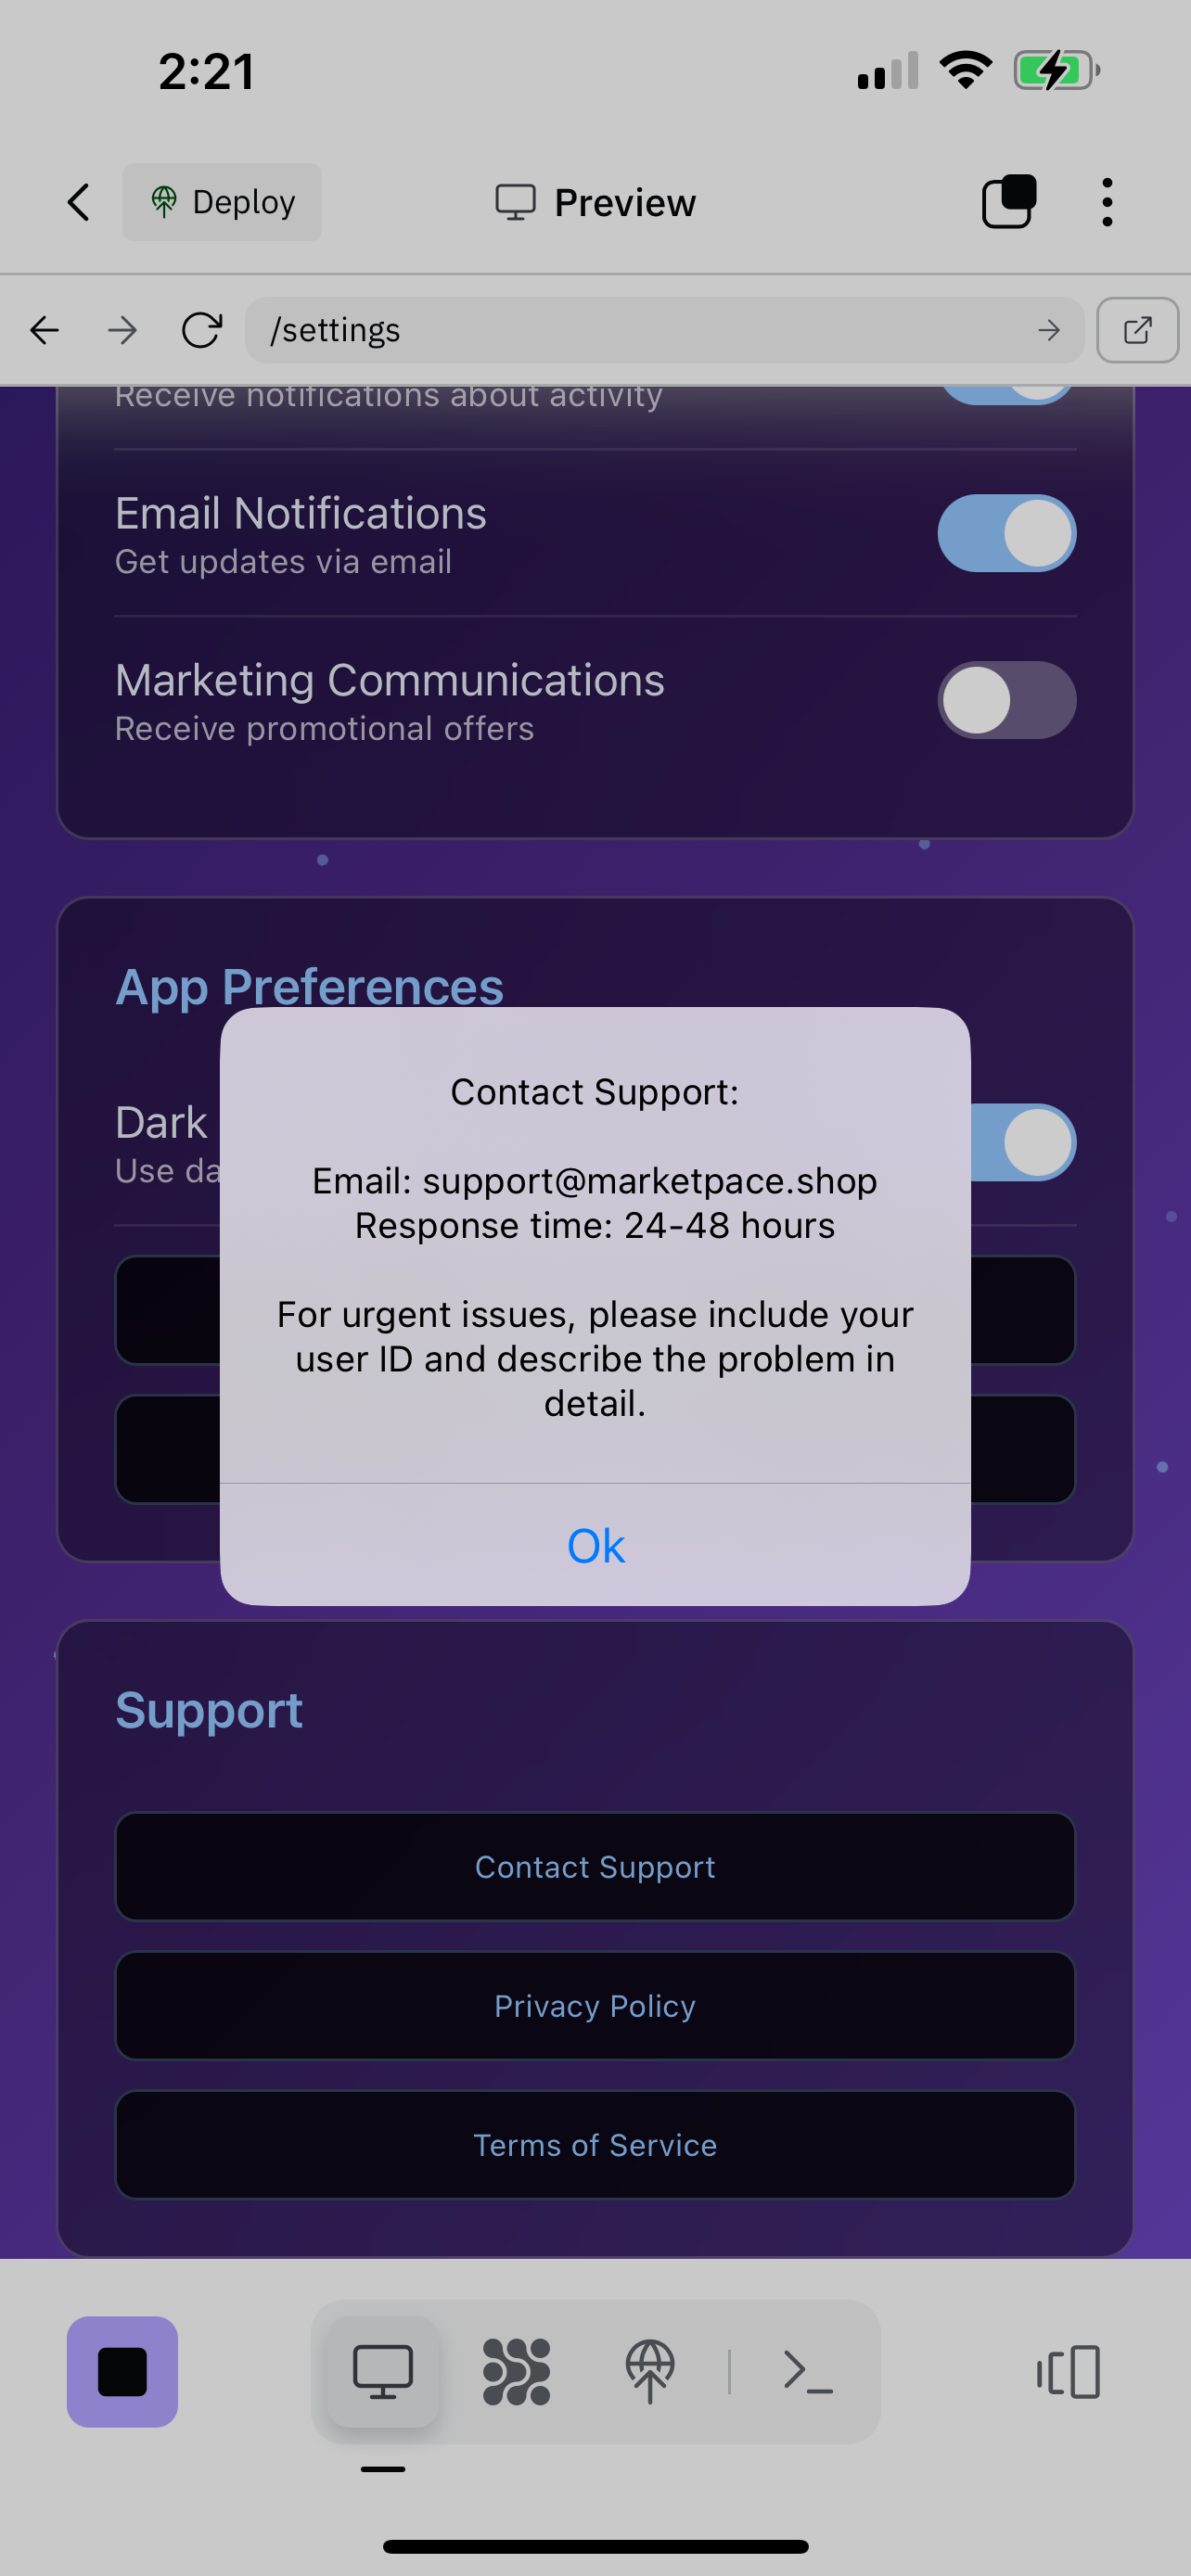 2:21
Deploy
Preview
/settings
Receive notifications about activity
Email Notifications
Get updates via email
Marketing Communications
Receive promotional offers
App Preferences
Dark
Use da
Contact Support:
Email: support@marketpace.shop
Response time: 24-48 hours
For urgent issues, please include your
user ID and describe the problem in
detail.
Ok
Support
Contact Support
Privacy Policy
Terms of Service